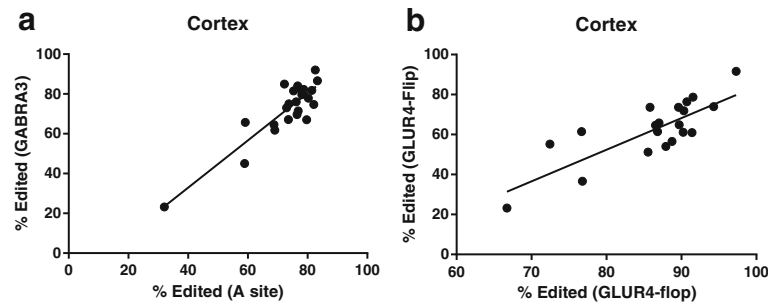 a
Cortex
% Edited (GABRA3)
100
80
60
40
20
0
0 20 40 60 80 100
% Edited (A site)
b
Cortex
% Edited (GLUR4-Flip)
100
80
60
40
20
0
60 70 80 90 100
% Edited (GLUR4-flop)